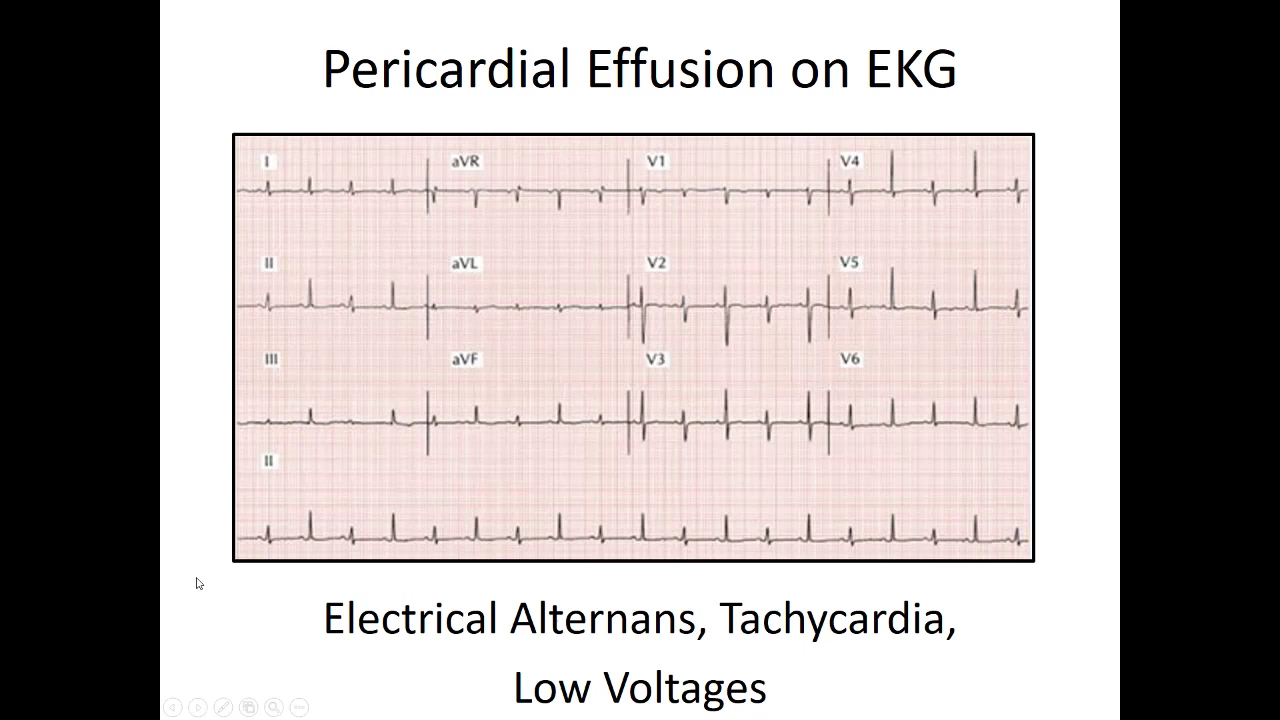 Pericardial Effusion on EKG
I aVR V1 V4
II aVL V2 V5
III aVF V3 V6
II
Electrical Alternans, Tachycardia,
Low Voltages